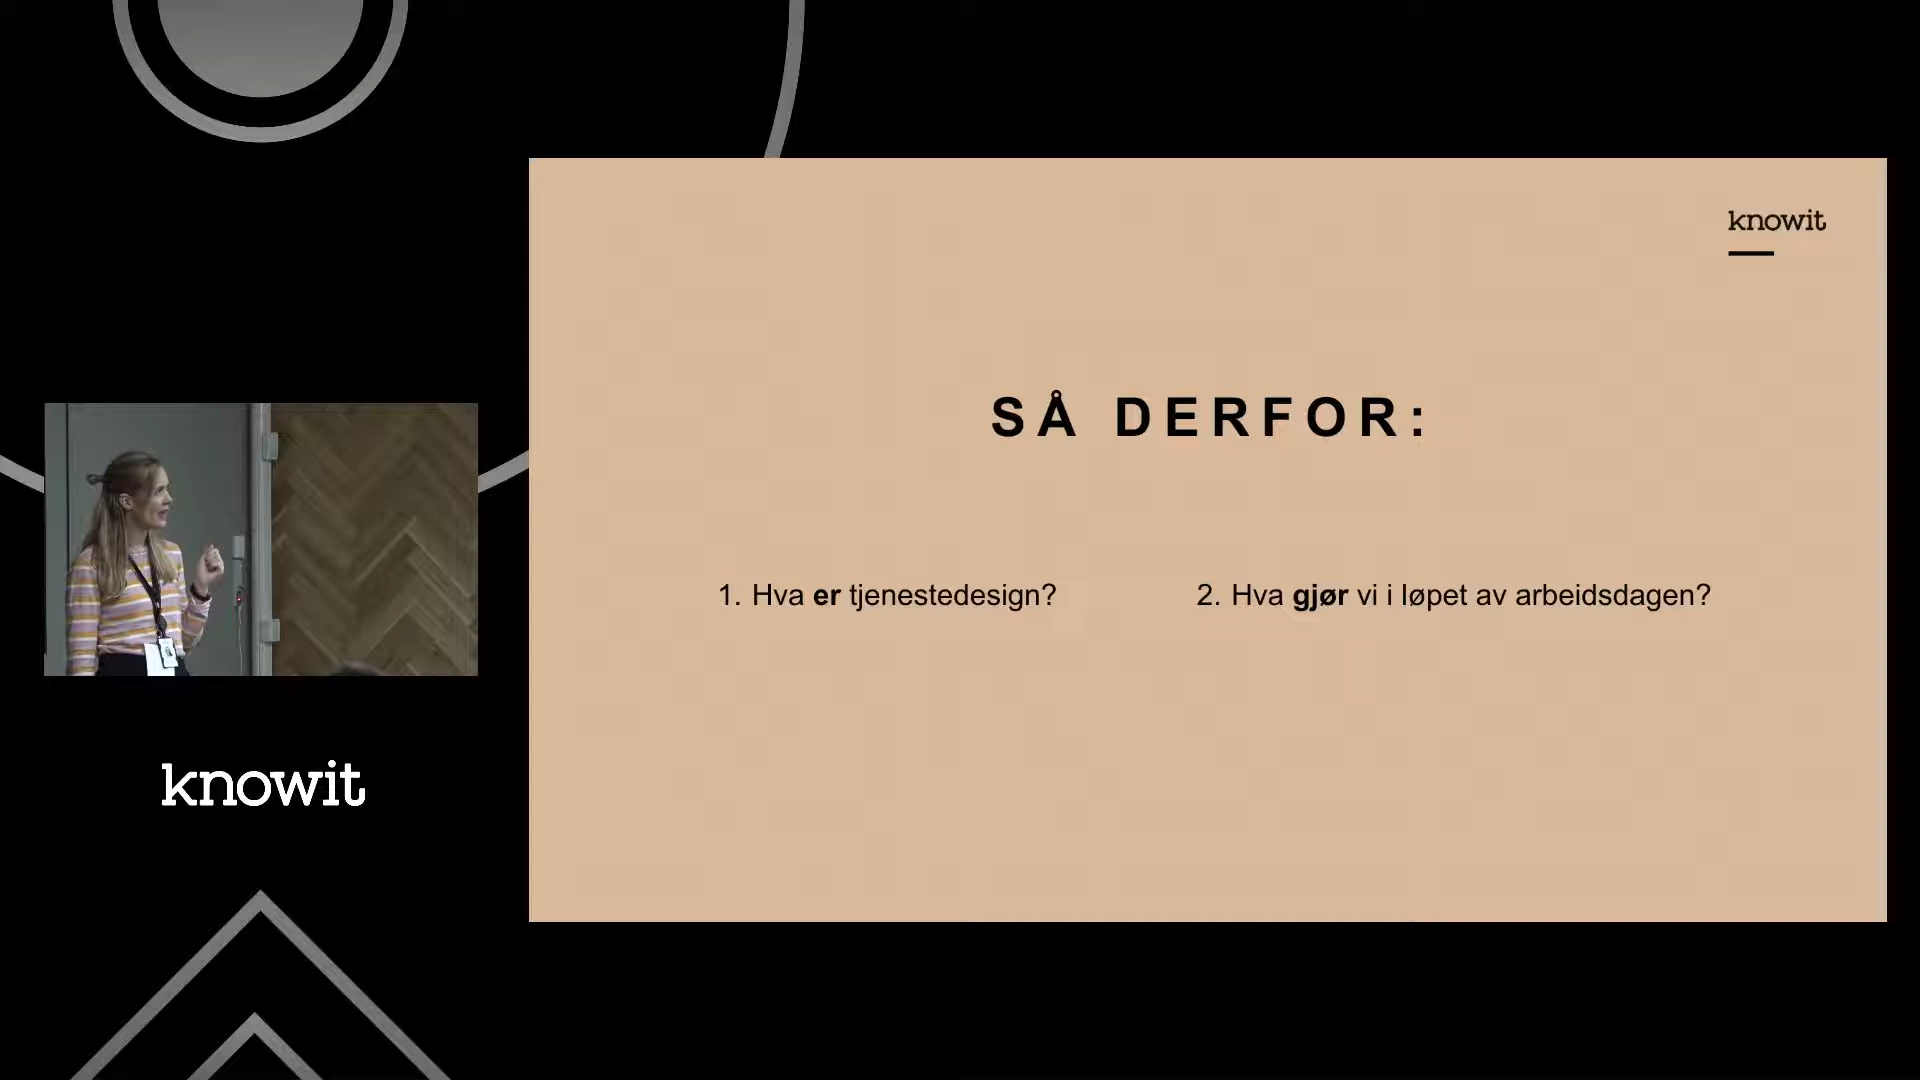 knowit
SÅ DERFOR:
1. Hva er tjenestedesign?
2. Hva gjør vi i løpet av arbeidsdagen?
knowit